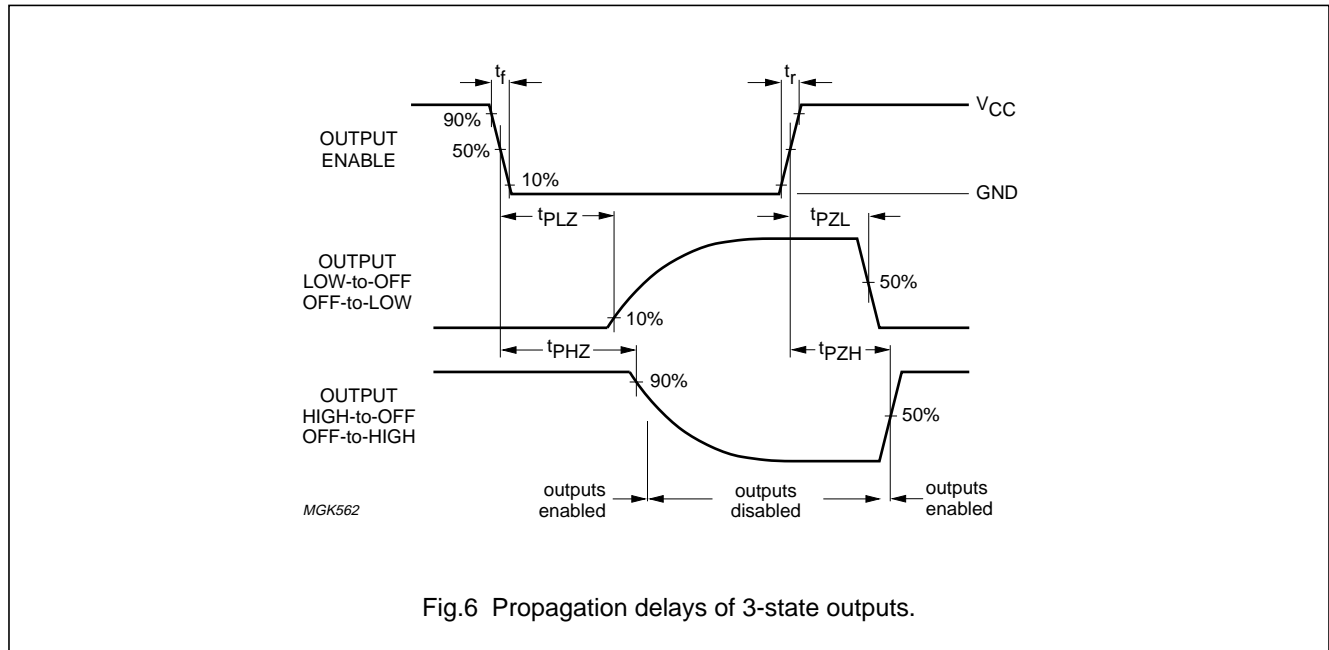 tf
tr
VCC
90%
OUTPUT
ENABLE
50%
10%
GND
tPLZ
tPZL
OUTPUT
LOW-to-OFF
OFF-to-LOW
50%
10%
tPHZ
tPZH
90%
OUTPUT
HIGH-to-OFF
OFF-to-HIGH
50%
outputs
enabled
outputs
disabled
outputs
enabled
MGK562
Fig.6 Propagation delays of 3-state outputs.